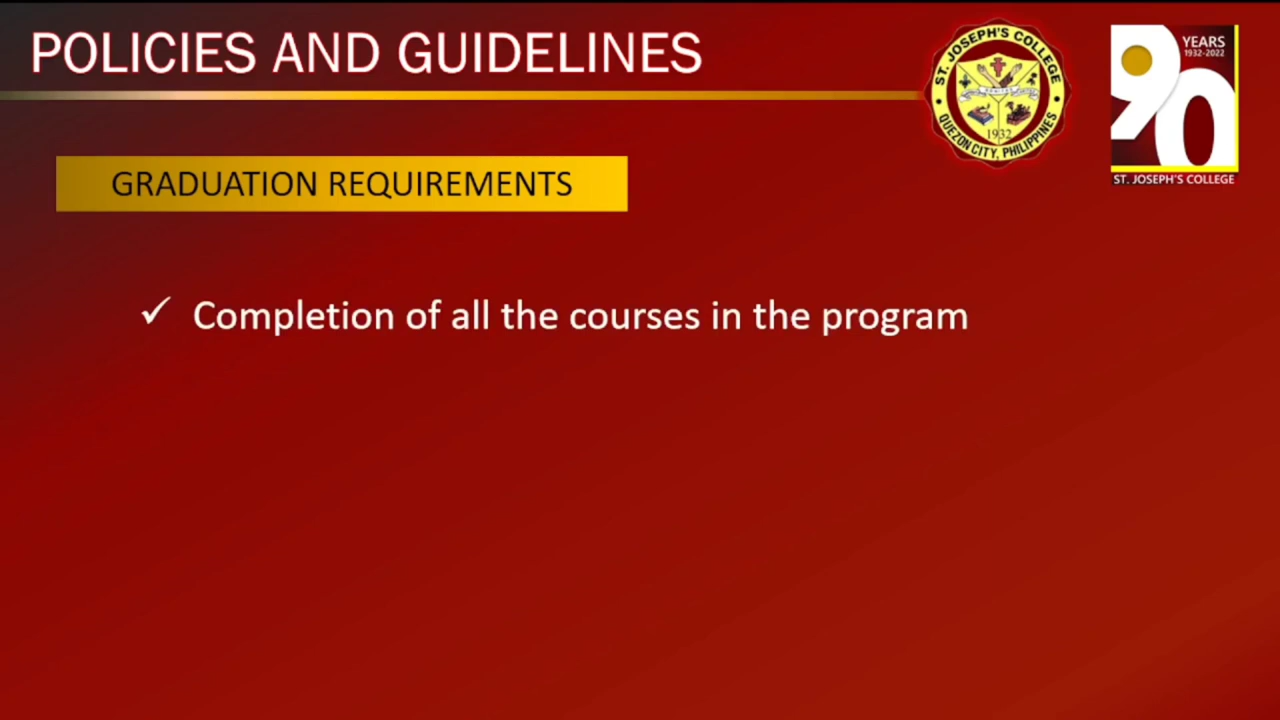 POLICIES AND GUIDELINES
ST. JOSEPH'S COLLEGE
QUEZON CITY, PHILIPPINES
1932
YEARS
1932-2022
90
ST. JOSEPH'S COLLEGE
GRADUATION REQUIREMENTS
✓ Completion of all the courses in the program